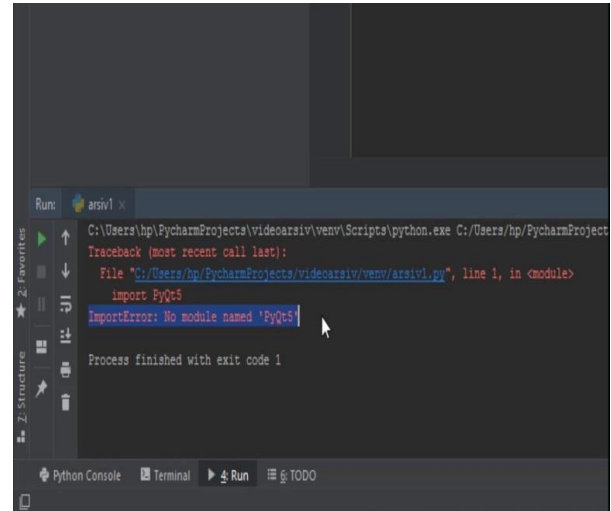 Run:
arsiv1
C:\Users\hp\PycharmProjects\videoarsiv\venv\Scripts\python.exe C:/Users/hp/PycharmProject
Traceback (most recent call last):
File "C:/Users/hp/PycharmProjects/videoarsiv/venv/arsiv1.py", line 1, in <module>
import PyQt5
ImportError: No module named 'PyQt5'
Process finished with exit code 1
2: Favorites
Z: Structure
Python Console
Terminal
4: Run
6: TODO